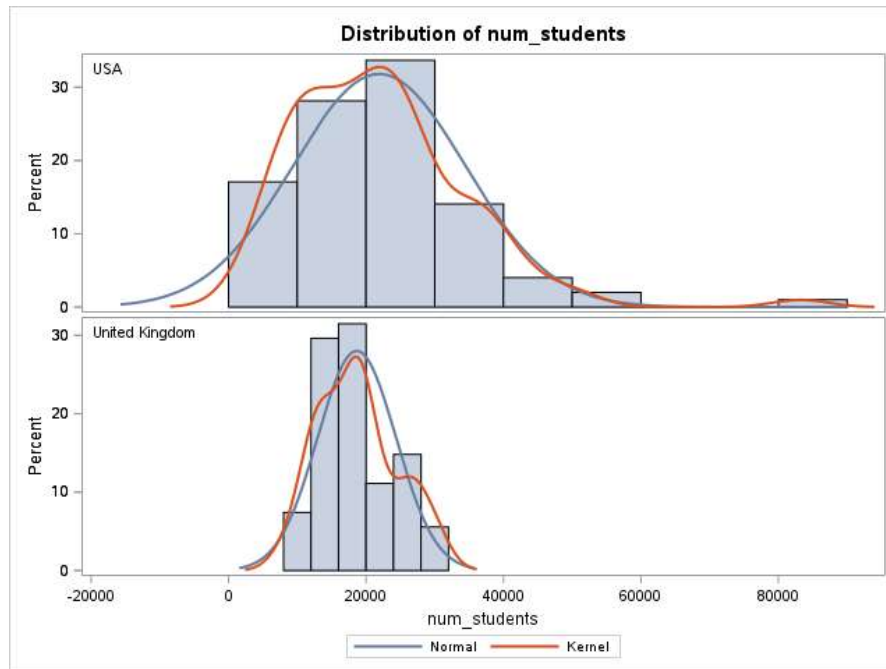 Distribution of num_students
USA
30
20
10
0
Percent
United Kingdom
30
20
10
0
Percent
-20000 0 20000 40000 60000 80000
num_students
Normal Kernel